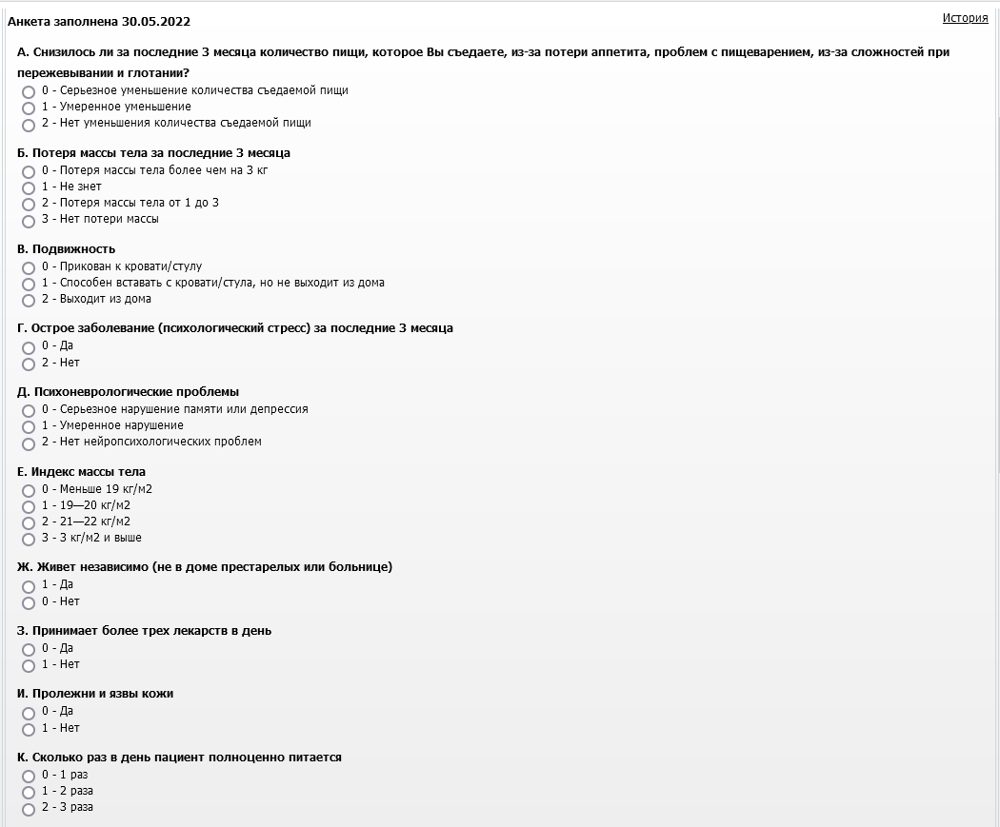 Анкета заполнена 30.05.2022
История
А. Снизилось ли за последние 3 месяца количество пищи, которое Вы съедаете, из-за потери аппетита, проблем с пищеварением, из-за сложностей при
пережевывании и глотании?
0 - Серьезное уменьшение количества съедаемой пищи
1 - Умеренное уменьшение
2 - Нет уменьшения количества съедаемой пищи
Б. Потеря массы тела за последние 3 месяца
0 - Потеря массы тела более чем на 3 кг
1 - Не знет
2 - Потеря массы тела от 1 до 3
3 - Нет потери массы
В. Подвижность
0 - Прикован к кровати/стулу
1 - Способен вставать с кровати/стула, но не выходит из дома
2 - Выходит из дома
Г. Острое заболевание (психологический стресс) за последние 3 месяца
0 - Да
2 - Нет
Д. Психоневрологические проблемы
0 - Серьезное нарушение памяти или депрессия
1 - Умеренное нарушение
2 - Нет нейропсихологических проблем
Е. Индекс массы тела
0 - Меньше 19 кг/м2
1 - 19—20 кг/м2
2 - 21—22 кг/м2
3 - 3 кг/м2 и выше
Ж. Живет независимо (не в доме престарелых или больнице)
1 - Да
0 - Нет
З. Принимает более трех лекарств в день
0 - Да
1 - Нет
И. Пролежни и язвы кожи
0 - Да
1 - Нет
К. Сколько раз в день пациент полноценно питается
0 - 1 раз
1 - 2 раза
2 - 3 раза